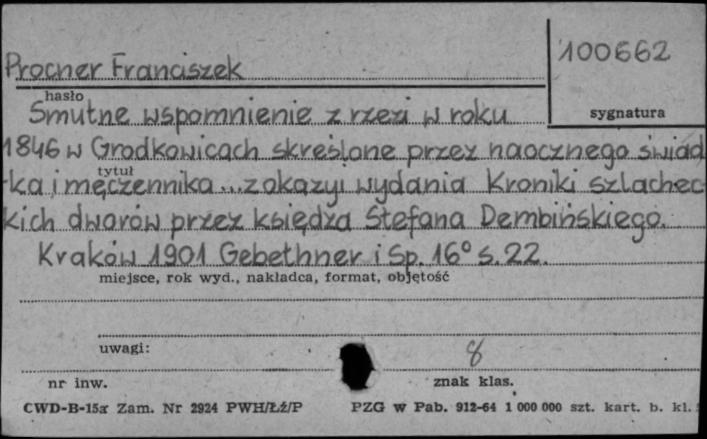 Procner Franciszek
100662
hasło
sygnatura
Smutne wspomnienie z rzezi w roku
1846 w Grodkowicach skreślone przez naocznego świad
tytuł
-ka i męczennika...z okazyi wydania Kroniki szlachec-
kich dworów przez księdza Stefana Dembińskiego.
Kraków 1901 Gebethner i Sp. 16° s. 22.
miejsce, rok wyd., nakładca, format, objętość
uwagi:
8
nr inw.
znak klas.
CWD-B-15a Zam. Nr 2924 PWH/Łź/P
PZG w Pab. 912-64 1 000 000 szt. kart. b. kl.